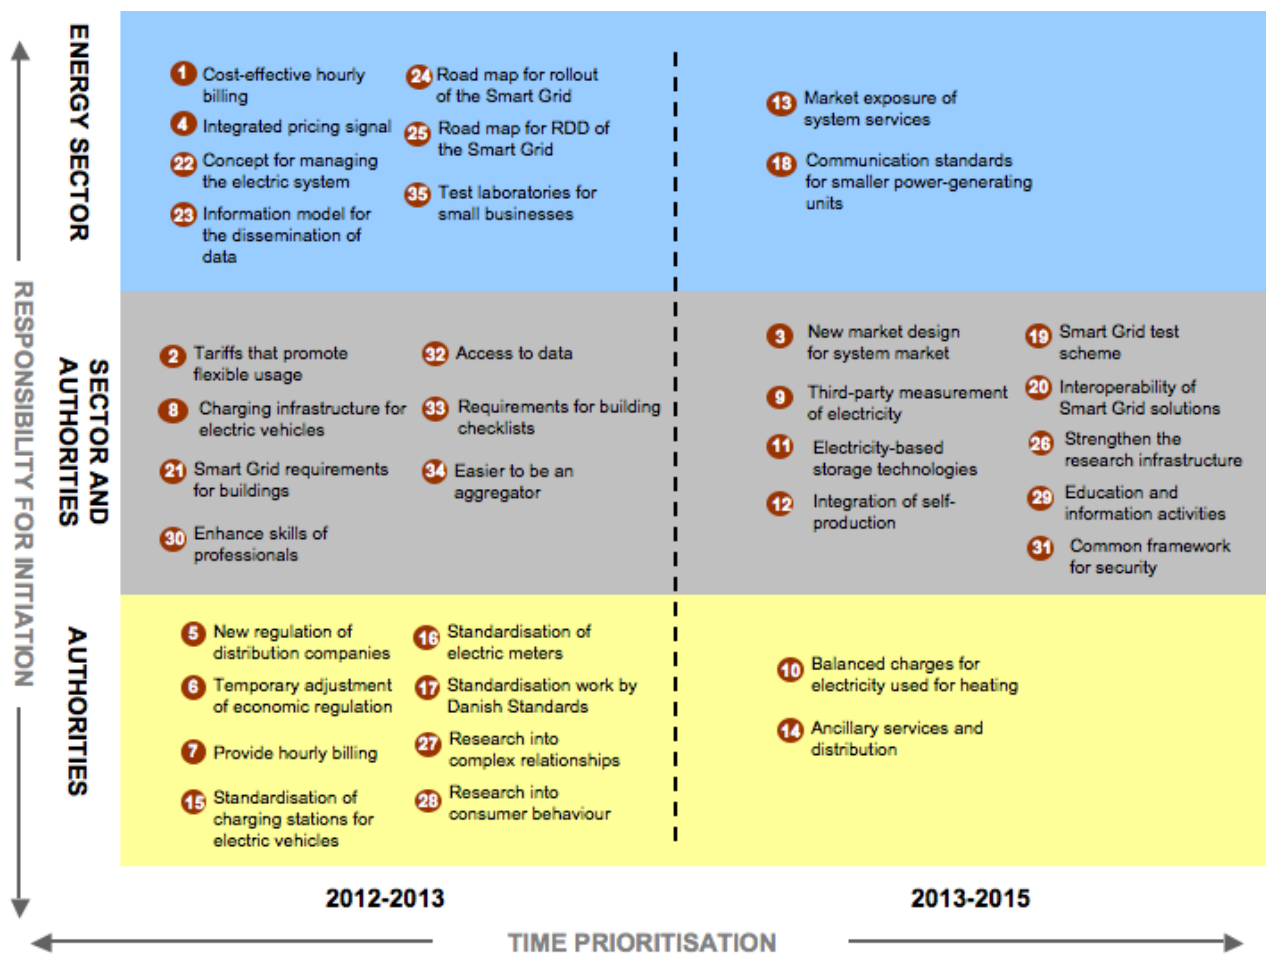 RESPONSIBILITY FOR INITIATION
ENERGY SECTOR
1 Cost-effective hourly
billing
4 Integrated pricing signal
22 Concept for managing
the electric system
23 Information model for
the dissemination of
data
24 Road map for rollout
of the Smart Grid
25 Road map for RDD of
the Smart Grid
35 Test laboratories for
small businesses
13 Market exposure of
system services
18 Communication standards
for smaller power-generating
units
SECTOR AND
AUTHORITIES
2 Tariffs that promote
flexible usage
8 Charging infrastructure for
electric vehicles
21 Smart Grid requirements
for buildings
30 Enhance skills of
professionals
32 Access to data
33 Requirements for building
checklists
34 Easier to be an
aggregator
3 New market design
for system market
9 Third-party measurement
of electricity
11 Electricity-based
storage technologies
12 Integration of self-
production
19 Smart Grid test
scheme
20 Interoperability of
Smart Grid solutions
26 Strengthen the
research infrastructure
29 Education and
information activities
31 Common framework
for security
AUTHORITIES
5 New regulation of
distribution companies
6 Temporary adjustment
of economic regulation
7 Provide hourly billing
15 Standardisation of
charging stations for
electric vehicles
16 Standardisation of
electric meters
17 Standardisation work by
Danish Standards
27 Research into
complex relationships
28 Research into
consumer behaviour
10 Balanced charges for
electricity used for heating
14 Ancillary services and
distribution
2012-2013
2013-2015
TIME PRIORITISATION